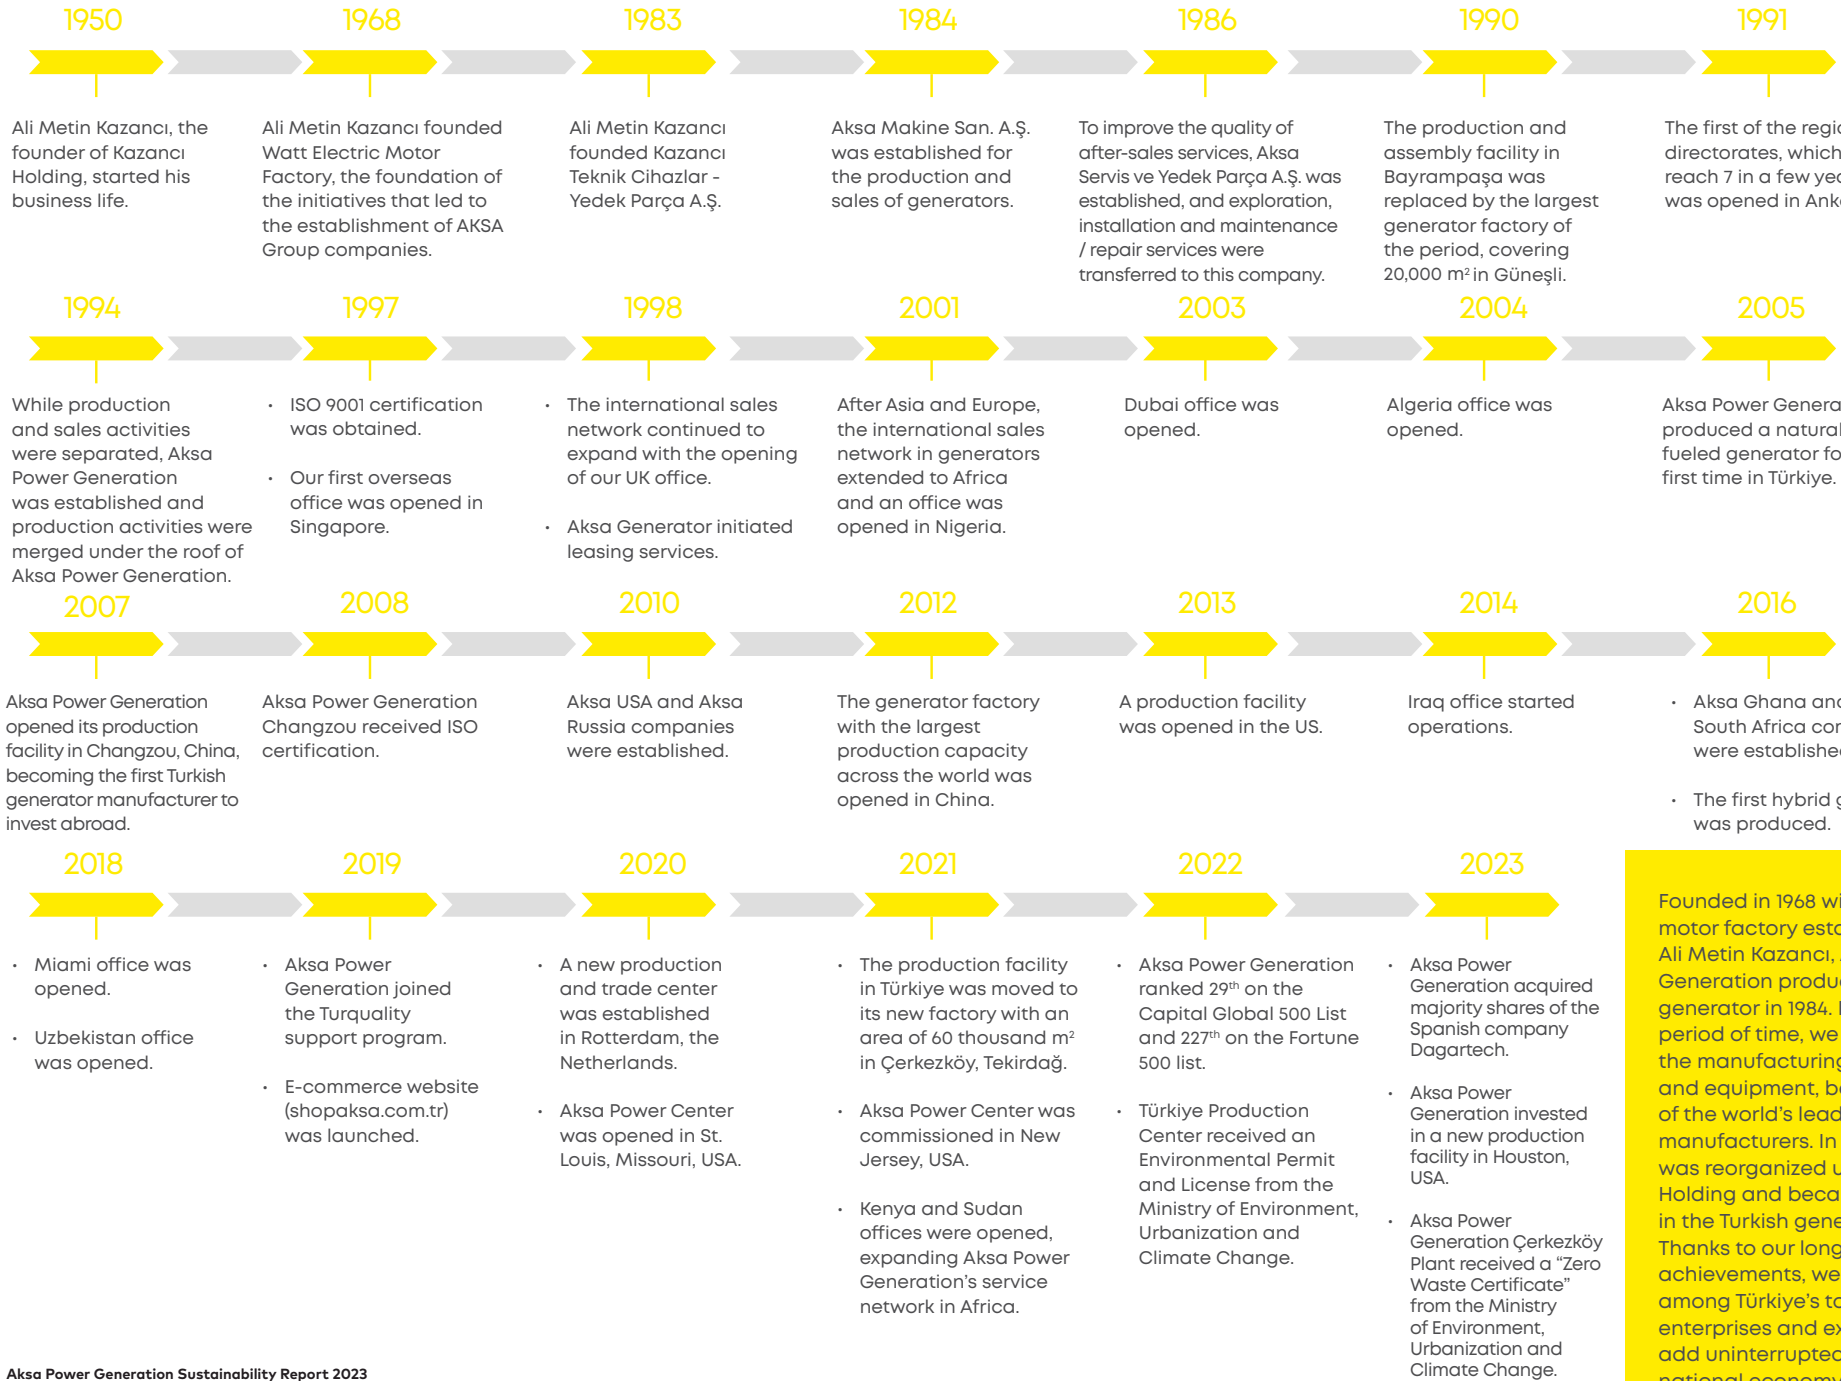 1950
Ali Metin Kazancı, the
founder of Kazancı
Holding, started his
business life.
1968
Ali Metin Kazancı founded
Watt Electric Motor
Factory, the foundation of
the initiatives that led to
the establishment of AKSA
Group companies.
1983
Ali Metin Kazancı
founded Kazancı
Teknik Cihazlar -
Yedek Parça A.Ş.
1984
Aksa Makine San. A.Ş.
was established for
the production and
sales of generators.
1986
To improve the quality of
after-sales services, Aksa
Servis ve Yedek Parça A.Ş. was
established, and exploration,
installation and maintenance
/ repair services were
transferred to this company.
1990
The production and
assembly facility in
Bayrampaşa was
replaced by the largest
generator factory of
the period, covering
20,000 m² in Güneşli.
1991
The first of the
directorates, which
reach 7 in a few
was opened in
1994
While production
and sales activities
were separated, Aksa
Power Generation
was established and
production activities were
merged under the roof of
Aksa Power Generation.
1997
• ISO 9001 certification
was obtained.
• Our first overseas
office was opened in
Singapore.
1998
• The international sales
network continued to
expand with the opening
of our UK office.
• Aksa Generator initiated
leasing services.
2001
After Asia and Europe,
the international sales
network in generators
extended to Africa
and an office was
opened in Nigeria.
2003
Dubai office was
opened.
2004
Algeria office was
opened.
2005
Aksa Power
produced a natural
fueled generator
first time in Türkiye.
2007
Aksa Power Generation
opened its production
facility in Changzou, China,
becoming the first Turkish
generator manufacturer to
invest abroad.
2008
Aksa Power Generation
Changzou received ISO
certification.
2010
Aksa USA and Aksa
Russia companies
were established.
2012
The generator factory
with the largest
production capacity
across the world was
opened in China.
2013
A production facility
was opened in the US.
2014
Iraq office started
operations.
2016
• Aksa Ghana and
South Africa
were
• The first hybrid
was produced.
2018
• Miami office was
opened.
• Uzbekistan office
was opened.
2019
• Aksa Power
Generation joined
the Turquality
support program.
• E-commerce website
(shopaksa.com.tr)
was launched.
2020
• A new production
and trade center
was established
in Rotterdam, the
Netherlands.
• Aksa Power Center
was opened in St.
Louis, Missouri, USA.
2021
• The production facility
in Türkiye was moved to
its new factory with an
area of 60 thousand m²
in Çerkezköy, Tekirdağ.
• Aksa Power Center was
commissioned in New
Jersey, USA.
• Kenya and Sudan
offices were opened,
expanding Aksa Power
Generation's service
network in Africa.
2022
• Aksa Power Generation
ranked 29th on the
Capital Global 500 List
and 227th on the Fortune
500 list.
• Türkiye Production
Center received an
Environmental Permit
and License from the
Ministry of Environment,
Urbanization and
Climate Change.
2023
• Aksa Power
Generation acquired
majority shares of the
Spanish company
Dagartech.
• Aksa Power
Generation invested
in a new production
facility in Houston,
USA.
• Aksa Power
Generation Çerkezköy
Plant received a “Zero
Waste Certificate”
from the Ministry
of Environment,
Urbanization and
Climate Change.
Founded in 1968
motor factory
Ali Metin Kazancı,
Generation
generator in 1984.
period of time, we
the manufacturing
and equipment,
of the world's
manufacturers. In
was reorganized
Holding and
in the Turkish
Thanks to our
achievements, we
among Türkiye's
enterprises and
add uninterrupted
national economy
Aksa Power Generation Sustainability Report 2023